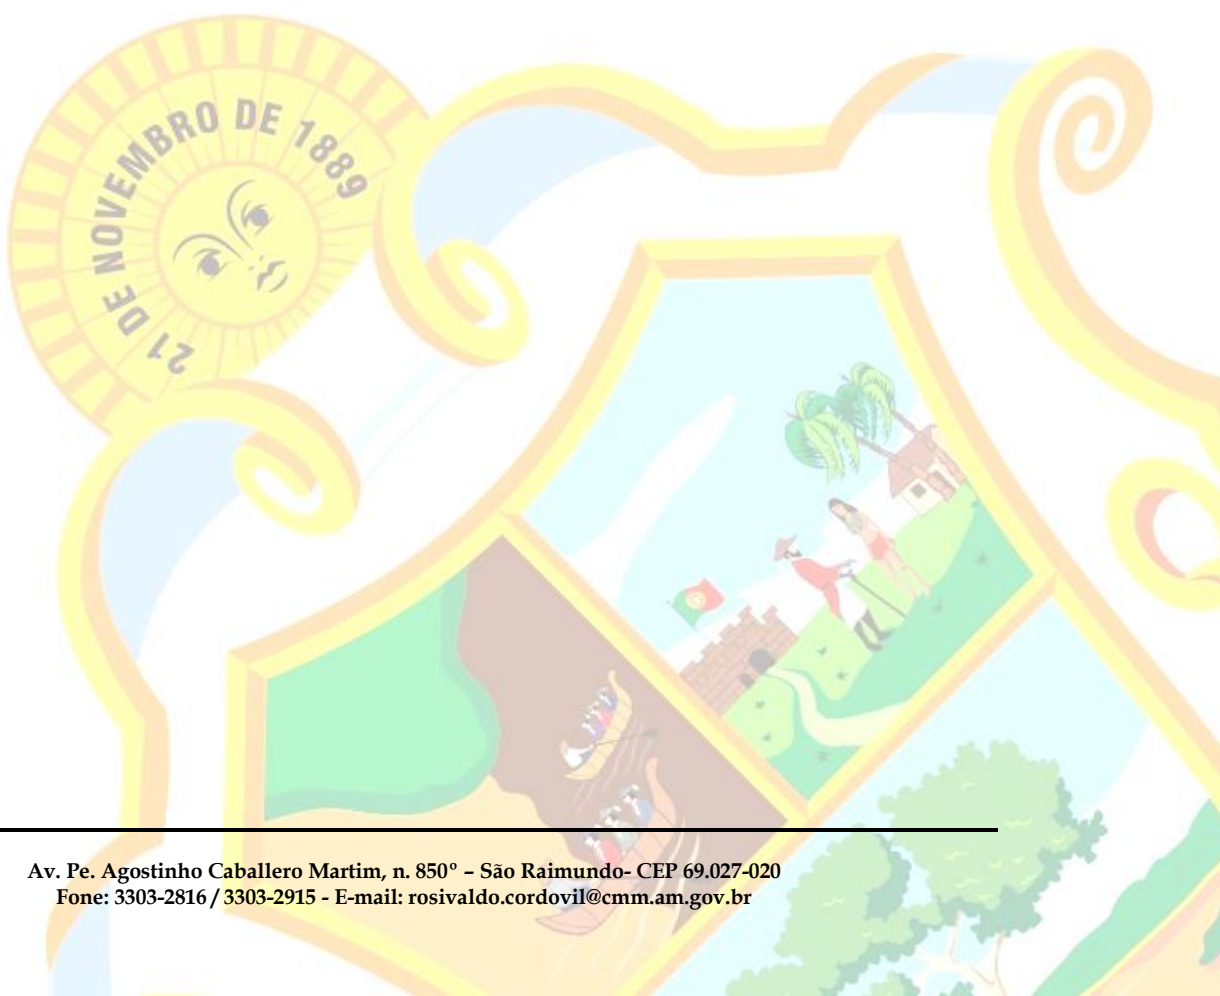 21 DE NOVEMBRO DE 1889
Av. Pe. Agostinho Caballero Martim, n. 850º – São Raimundo- CEP 69.027-020
Fone: 3303-2816 / 3303-2915 - E-mail: rosivaldo.cordovil@cmm.am.gov.br